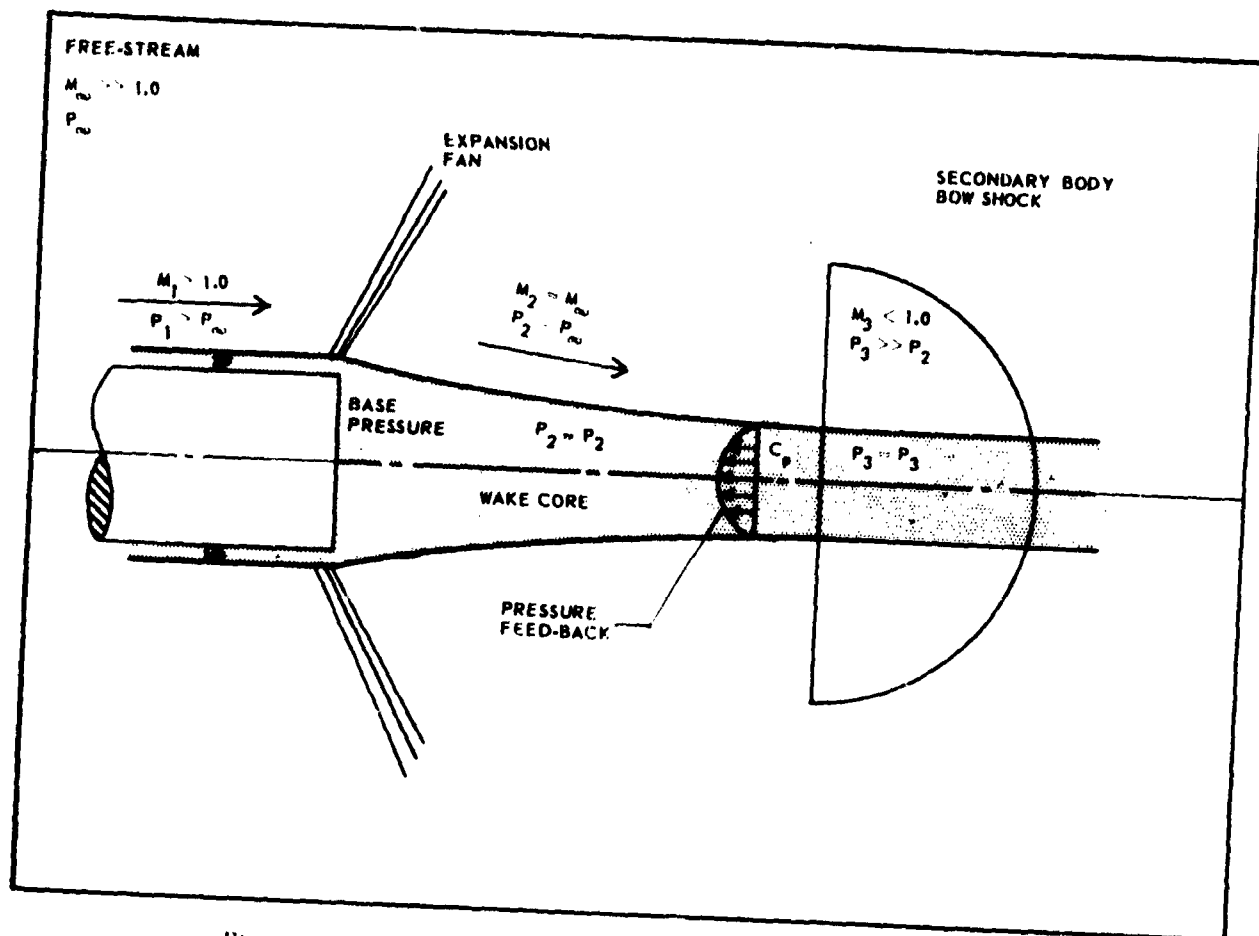 FREE-STREAM
M∞ >> 1.0
P∞
EXPANSION
FAN
SECONDARY BODY
BOW SHOCK
M₁ > 1.0
P₁ > P∞
M₂ ≈ M∞
P₂ ≈ P∞
M₃ < 1.0
P₃ >> P₂
BASE
PRESSURE
P₂ ≈ P₂
Cₚ
P₃ ≈ P₃
WAKE CORE
PRESSURE
FEED-BACK